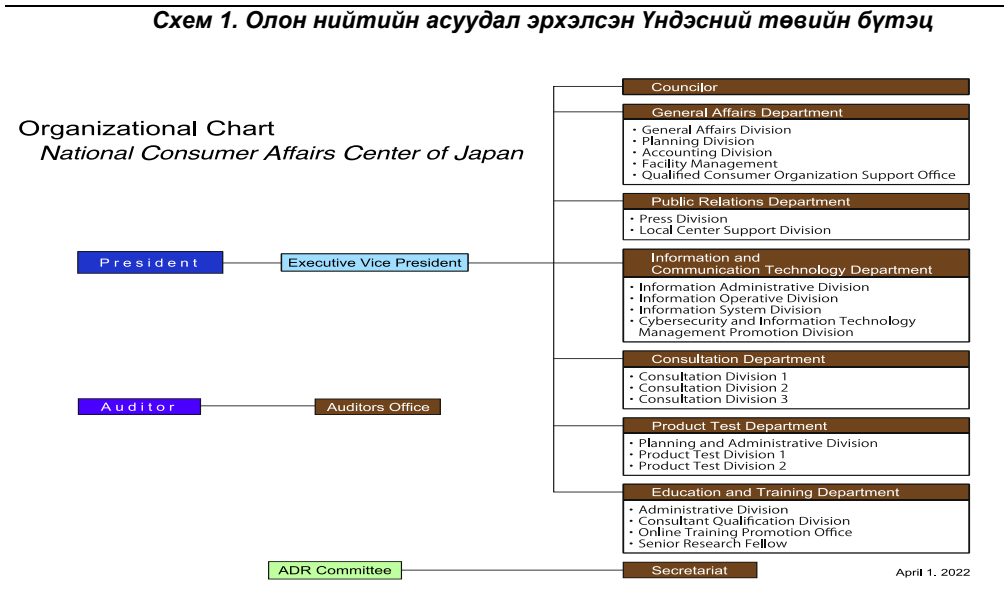 Схем 1. Олон нийтийн асуудал эрхэлсэн Үндэсний төвийн бүтэц
Organizational Chart
National Consumer Affairs Center of Japan
President
Executive Vice President
Auditor
Auditors Office
Councilor
General Affairs Department
・General Affairs Division
・Planning Division
・Accounting Division
・Facility Management
・Qualified Consumer Organization Support Office
Public Relations Department
・Press Division
・Local Center Support Division
Information and
Communication Technology Department
・Information Administrative Division
・Information Operative Division
・Information System Division
・Cybersecurity and Information Technology
Management Promotion Division
Consultation Department
・Consultation Division 1
・Consultation Division 2
・Consultation Division 3
Product Test Department
・Planning and Administrative Division
・Product Test Division 1
・Product Test Division 2
Education and Training Department
・Administrative Division
・Consultant Qualification Division
・Online Training Promotion Office
・Senior Research Fellow
ADR Committee
Secretariat
April 1. 2022